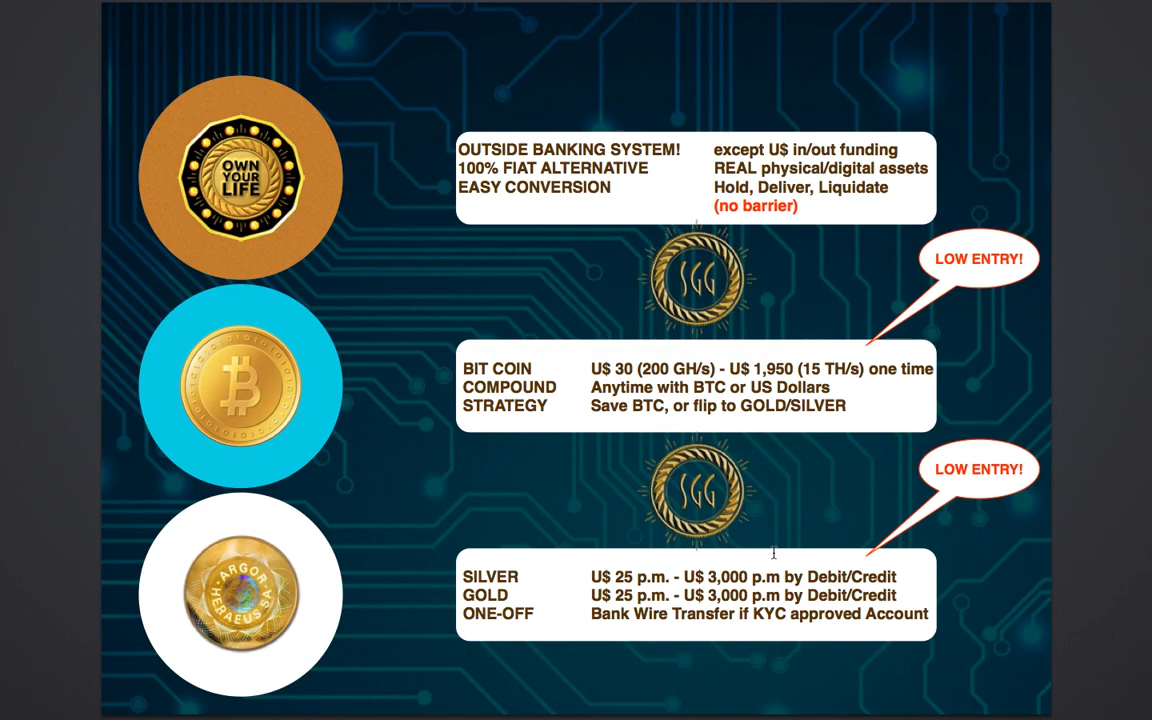 OWN
YOUR
LIFE
OUTSIDE BANKING SYSTEM! except U$ in/out funding
100% FIAT ALTERNATIVE REAL physical/digital assets
EASY CONVERSION Hold, Deliver, Liquidate
(no barrier)
SGG
LOW ENTRY!
BIT COIN U$ 30 (200 GH/s) - U$ 1,950 (15 TH/s) one time
COMPOUND Anytime with BTC or US Dollars
STRATEGY Save BTC, or flip to GOLD/SILVER
SGG
LOW ENTRY!
ARGOR
HERAEUS SA
SILVER U$ 25 p.m. - U$ 3,000 p.m by Debit/Credit
GOLD U$ 25 p.m. - U$ 3,000 p.m by Debit/Credit
ONE-OFF Bank Wire Transfer if KYC approved Account